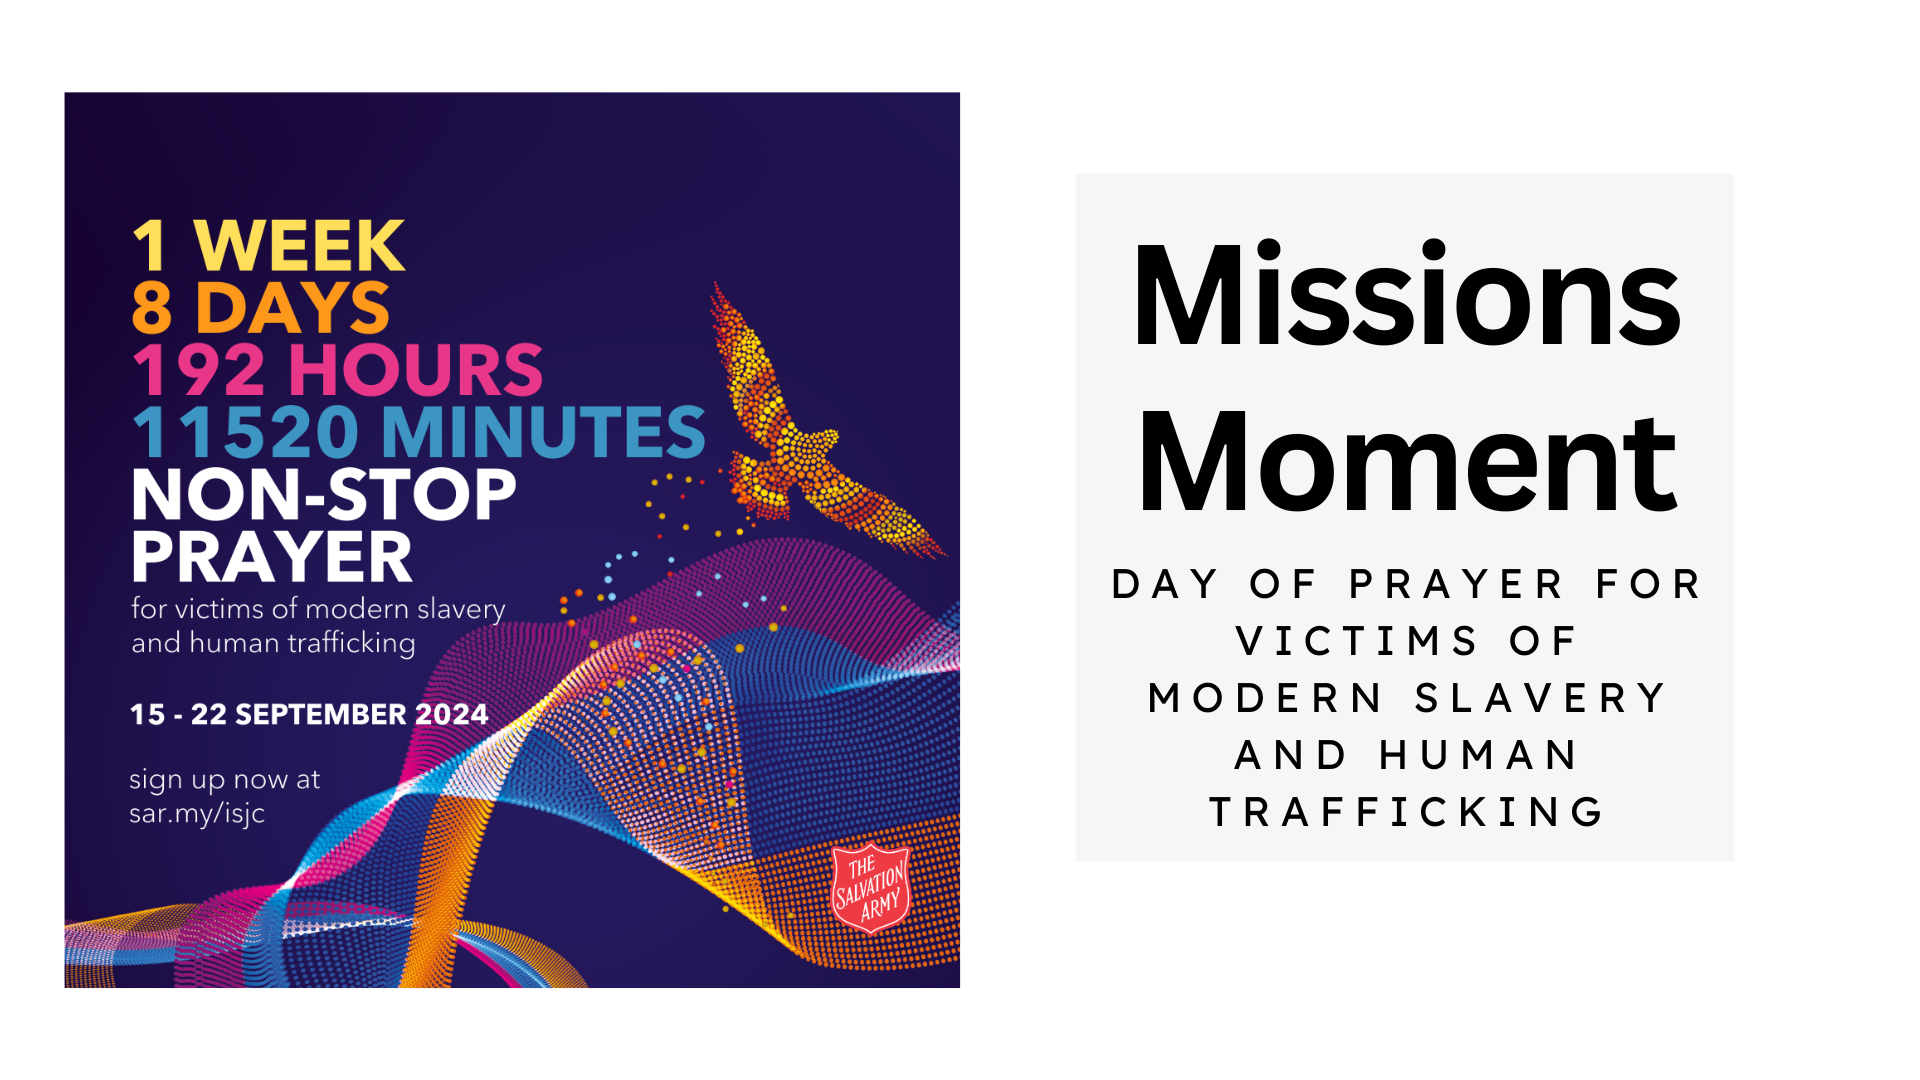 1 WEEK
8 DAYS
192 HOURS
11520 MINUTES
NON-STOP
PRAYER
for victims of modern slavery
and human trafficking
15 - 22 SEPTEMBER 2024
sign up now at
sar.my/isjc
THE
SALVATION
ARMY
Missions
Moment
DAY OF PRAYER FOR
VICTIMS OF
MODERN SLAVERY
AND HUMAN
TRAFFICKING